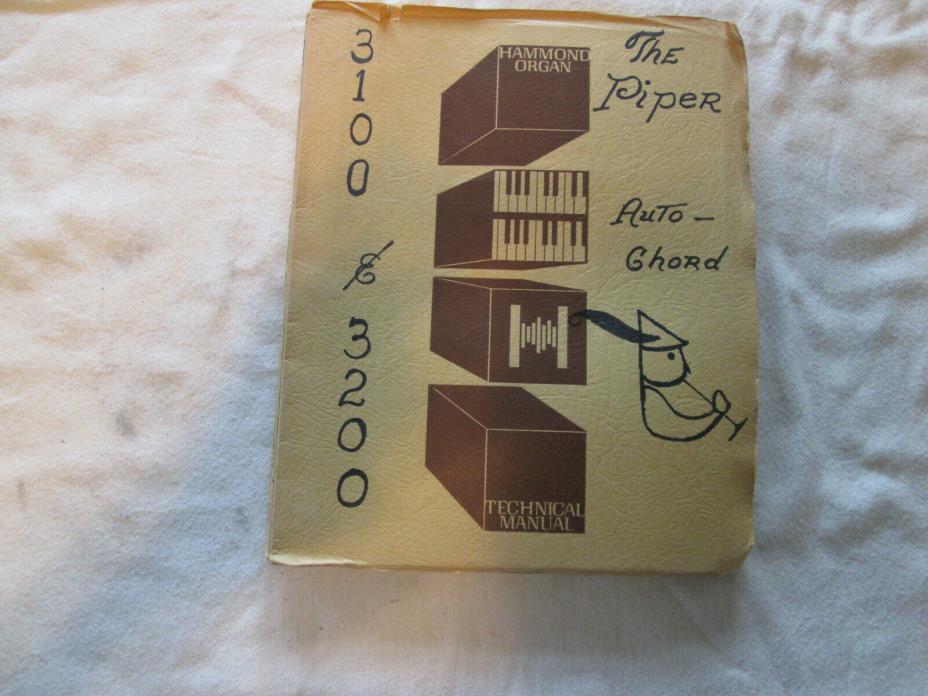 3100 & 3200
HAMMOND
ORGAN
TECHNICAL
MANUAL
The
Piper
Auto-
Chord